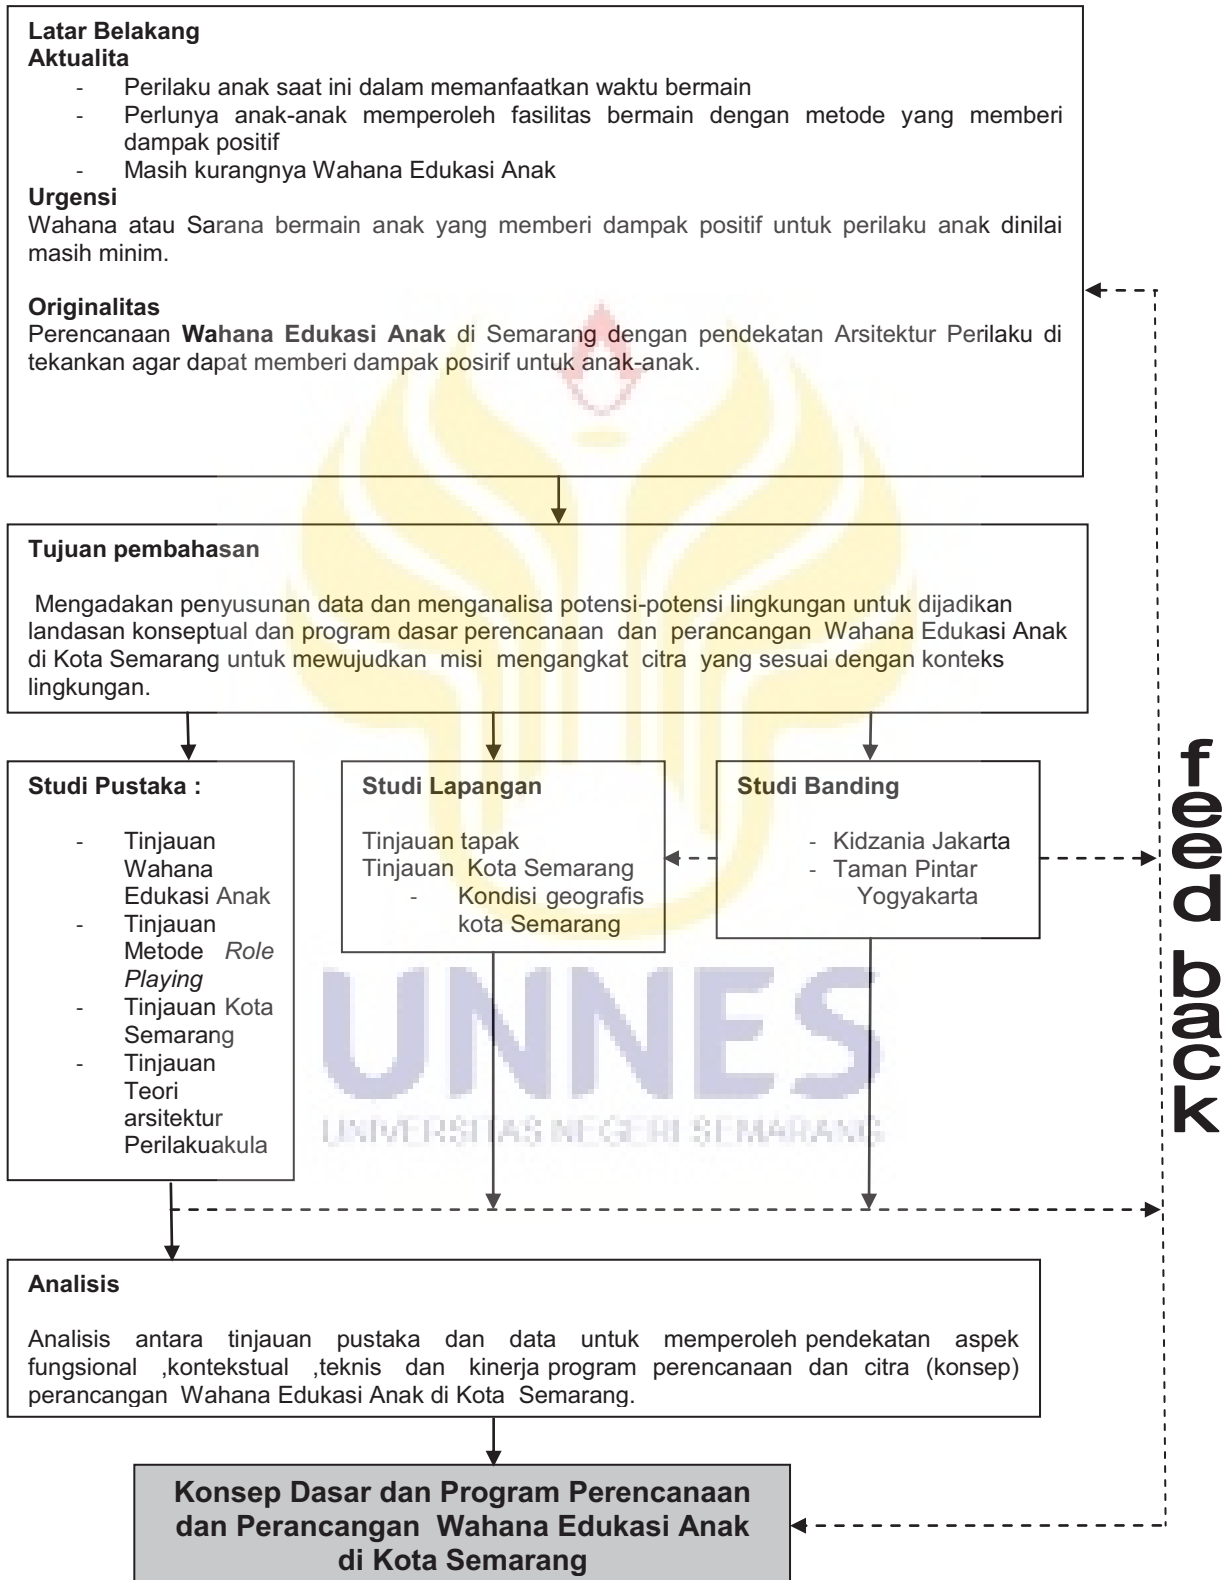 Latar Belakang
Aktualita
- Perilaku anak saat ini dalam memanfaatkan waktu bermain
- Perlunya anak-anak memperoleh fasilitas bermain dengan metode yang memberi
dampak positif
- Masih kurangnya Wahana Edukasi Anak
Urgensi
Wahana atau Sarana bermain anak yang memberi dampak positif untuk perilaku anak dinilai
masih minim.
Originalitas
Perencanaan Wahana Edukasi Anak di Semarang dengan pendekatan Arsitektur Perilaku di
tekankan agar dapat memberi dampak posirif untuk anak-anak.
Tujuan pembahasan
Mengadakan penyusunan data dan menganalisa potensi-potensi lingkungan untuk dijadikan
landasan konseptual dan program dasar perencanaan dan perancangan Wahana Edukasi Anak
di Kota Semarang untuk mewujudkan misi mengangkat citra yang sesuai dengan konteks
lingkungan.
Studi Pustaka :
- Tinjauan
Wahana
Edukasi Anak
- Tinjauan
Metode Role
Playing
- Tinjauan Kota
Semarang
- Tinjauan
Teori
arsitektur
Perilakuakula
Studi Lapangan
Tinjauan tapak
Tinjauan Kota Semarang
- Kondisi geografis
kota Semarang
Studi Banding
- Kidzania Jakarta
- Taman Pintar
Yogyakarta
feed back
UNNES
UNIVERSITAS NEGERI SEMARANG
Analisis
Analisis antara tinjauan pustaka dan data untuk memperoleh pendekatan aspek
fungsional ,kontekstual ,teknis dan kinerja program perencanaan dan citra (konsep)
perancangan Wahana Edukasi Anak di Kota Semarang.
Konsep Dasar dan Program Perencanaan
dan Perancangan Wahana Edukasi Anak
di Kota Semarang